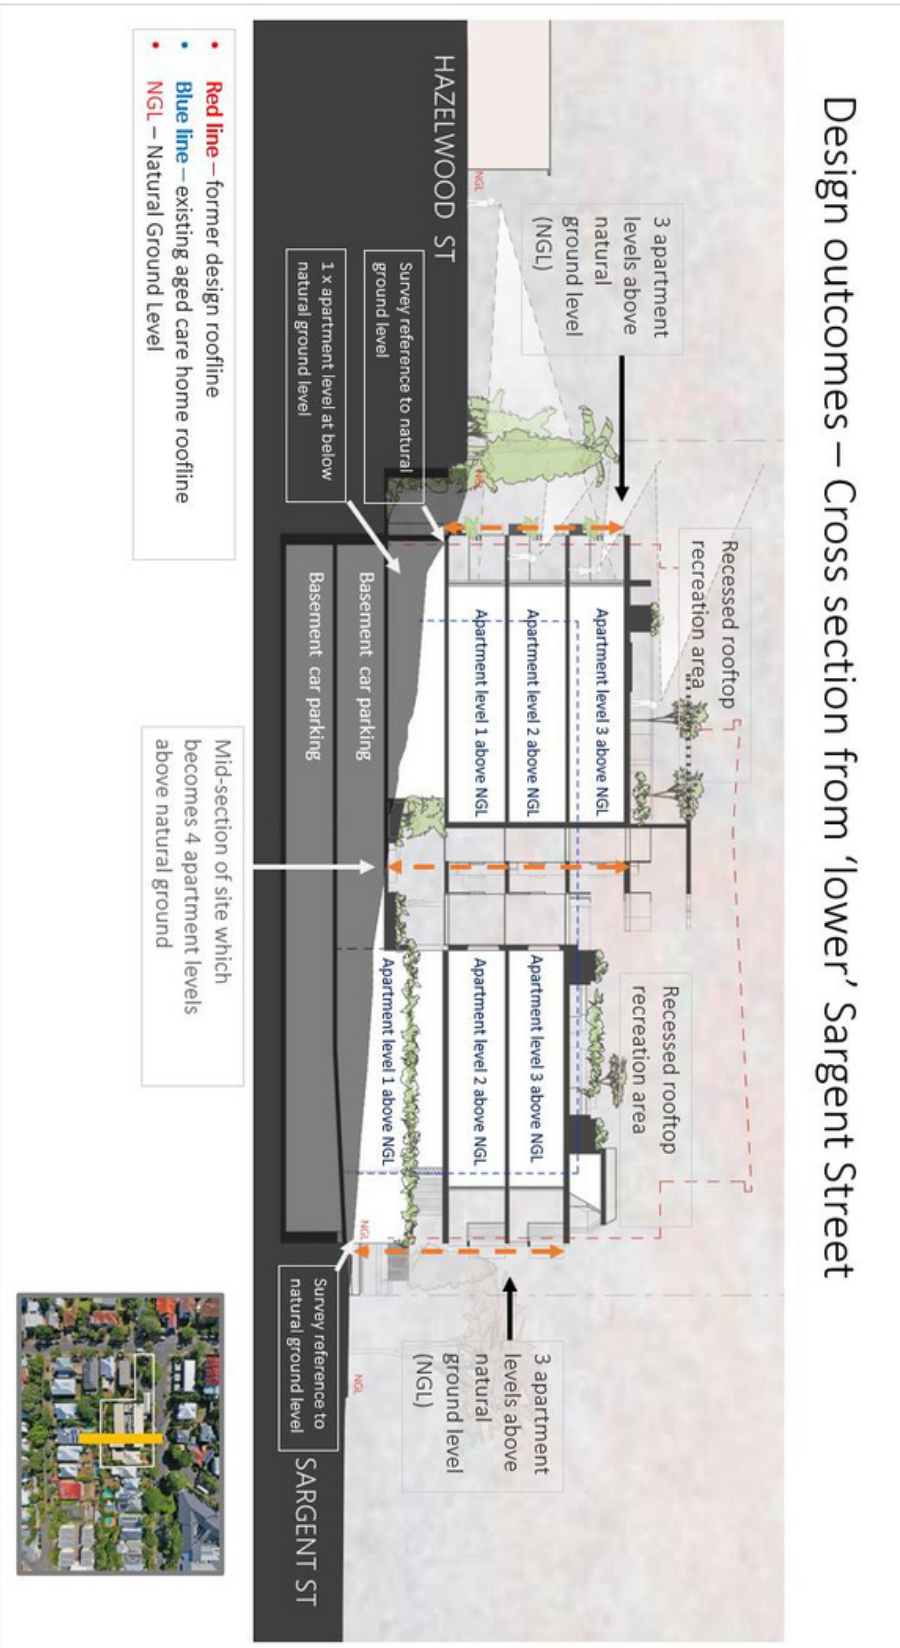 Design outcomes – Cross section from ‘lower’ Sargent Street
3 apartment
levels above
natural
ground level
(NGL)
Recessed rooftop
recreation area
Recessed rooftop
recreation area
3 apartment
levels above
natural
ground level
(NGL)
NGL
HAZELWOOD ST
NGL
Apartment level 3 above NGL
Apartment level 2 above NGL
Apartment level 1 above NGL
Apartment level 3 above NGL
Apartment level 2 above NGL
Apartment level 1 above NGL
Survey reference to natural
ground level
1 x apartment level at below
natural ground level
Basement car parking
Basement car parking
NGL
NGL
Survey reference to
natural ground level
SARGENT ST
• Red line – former design roofline
• Blue line – existing aged care home roofline
• NGL – Natural Ground Level
Mid-section of site which
becomes 4 apartment levels
above natural ground